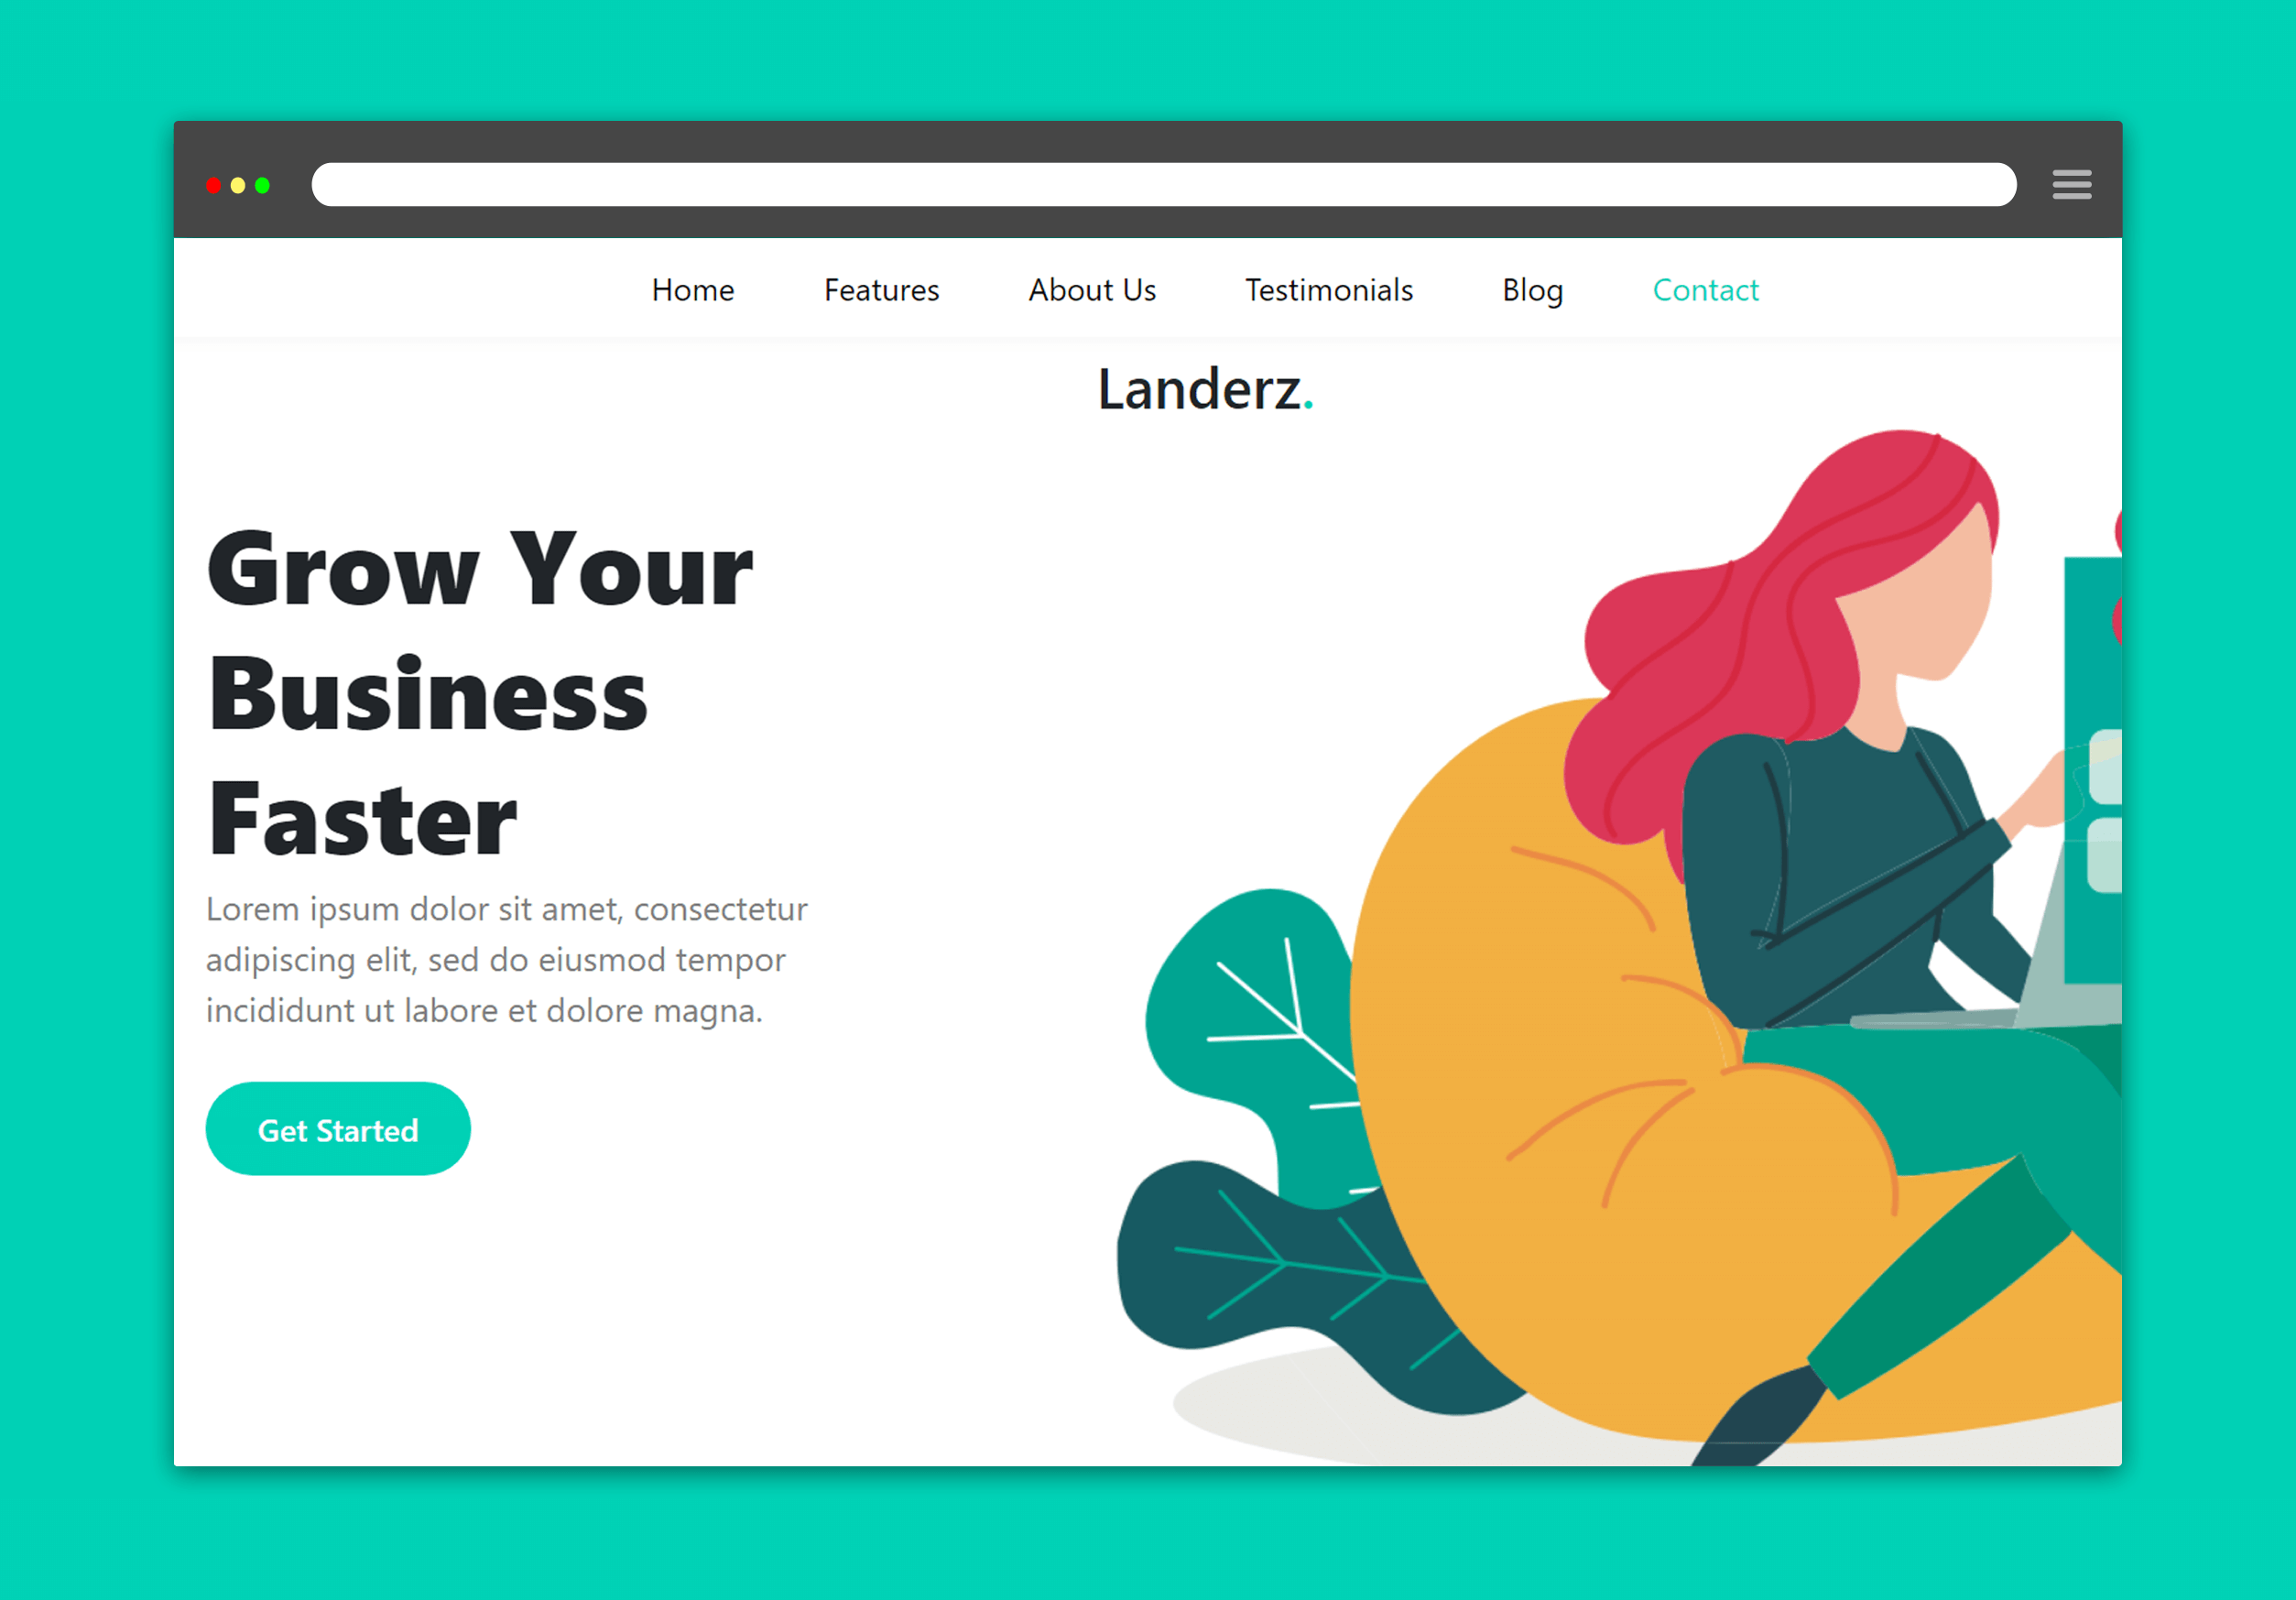 Home Features About Us Testimonials Blog Contact
Landerz.
Grow Your
Business
Faster
Lorem ipsum dolor sit amet, consectetur
adipiscing elit, sed do eiusmod tempor
incididunt ut labore et dolore magna.
Get Started